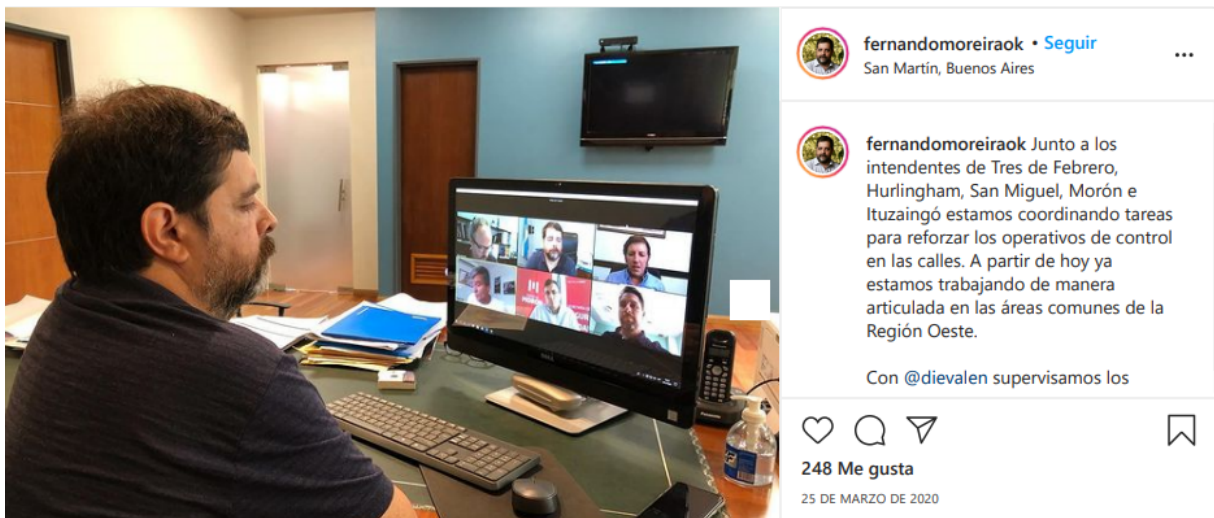 fernandomoreiraok • Seguir
San Martín, Buenos Aires
fernandomoreiraok Junto a los
intendentes de Tres de Febrero,
Hurlingham, San Miguel, Morón e
Ituzaingó estamos coordinando tareas
para reforzar los operativos de control
en las calles. A partir de hoy ya
estamos trabajando de manera
articulada en las áreas comunes de la
Región Oeste.
Con @dievalen supervisamos los
248 Me gusta
25 DE MARZO DE 2020
DELL
Panasonic